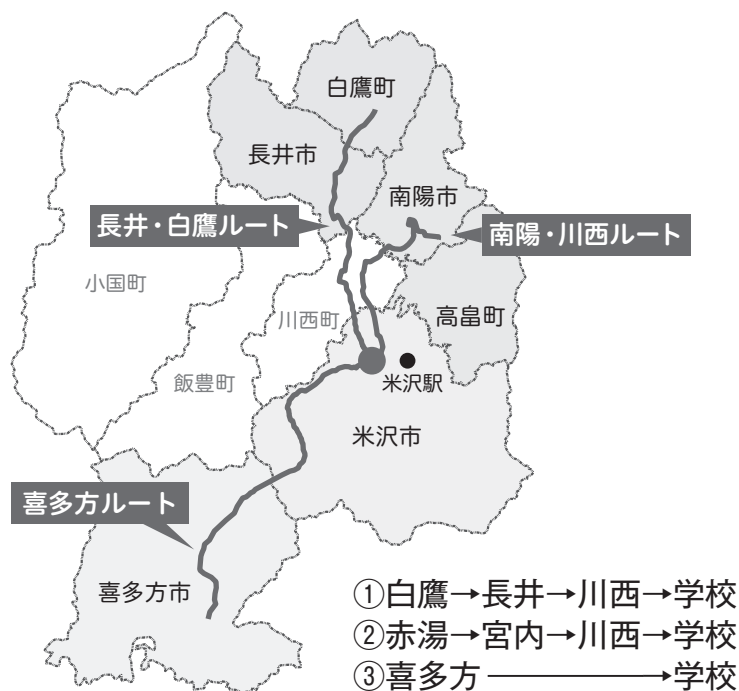 白鷹町
長井市
南陽市
長井・白鷹ルート
南陽・川西ルート
小国町
川西町
高畠町
飯豊町
米沢駅
米沢市
喜多方ルート
喜多方市
①白鷹→長井→川西→学校
②赤湯→宮内→川西→学校
③喜多方→学校